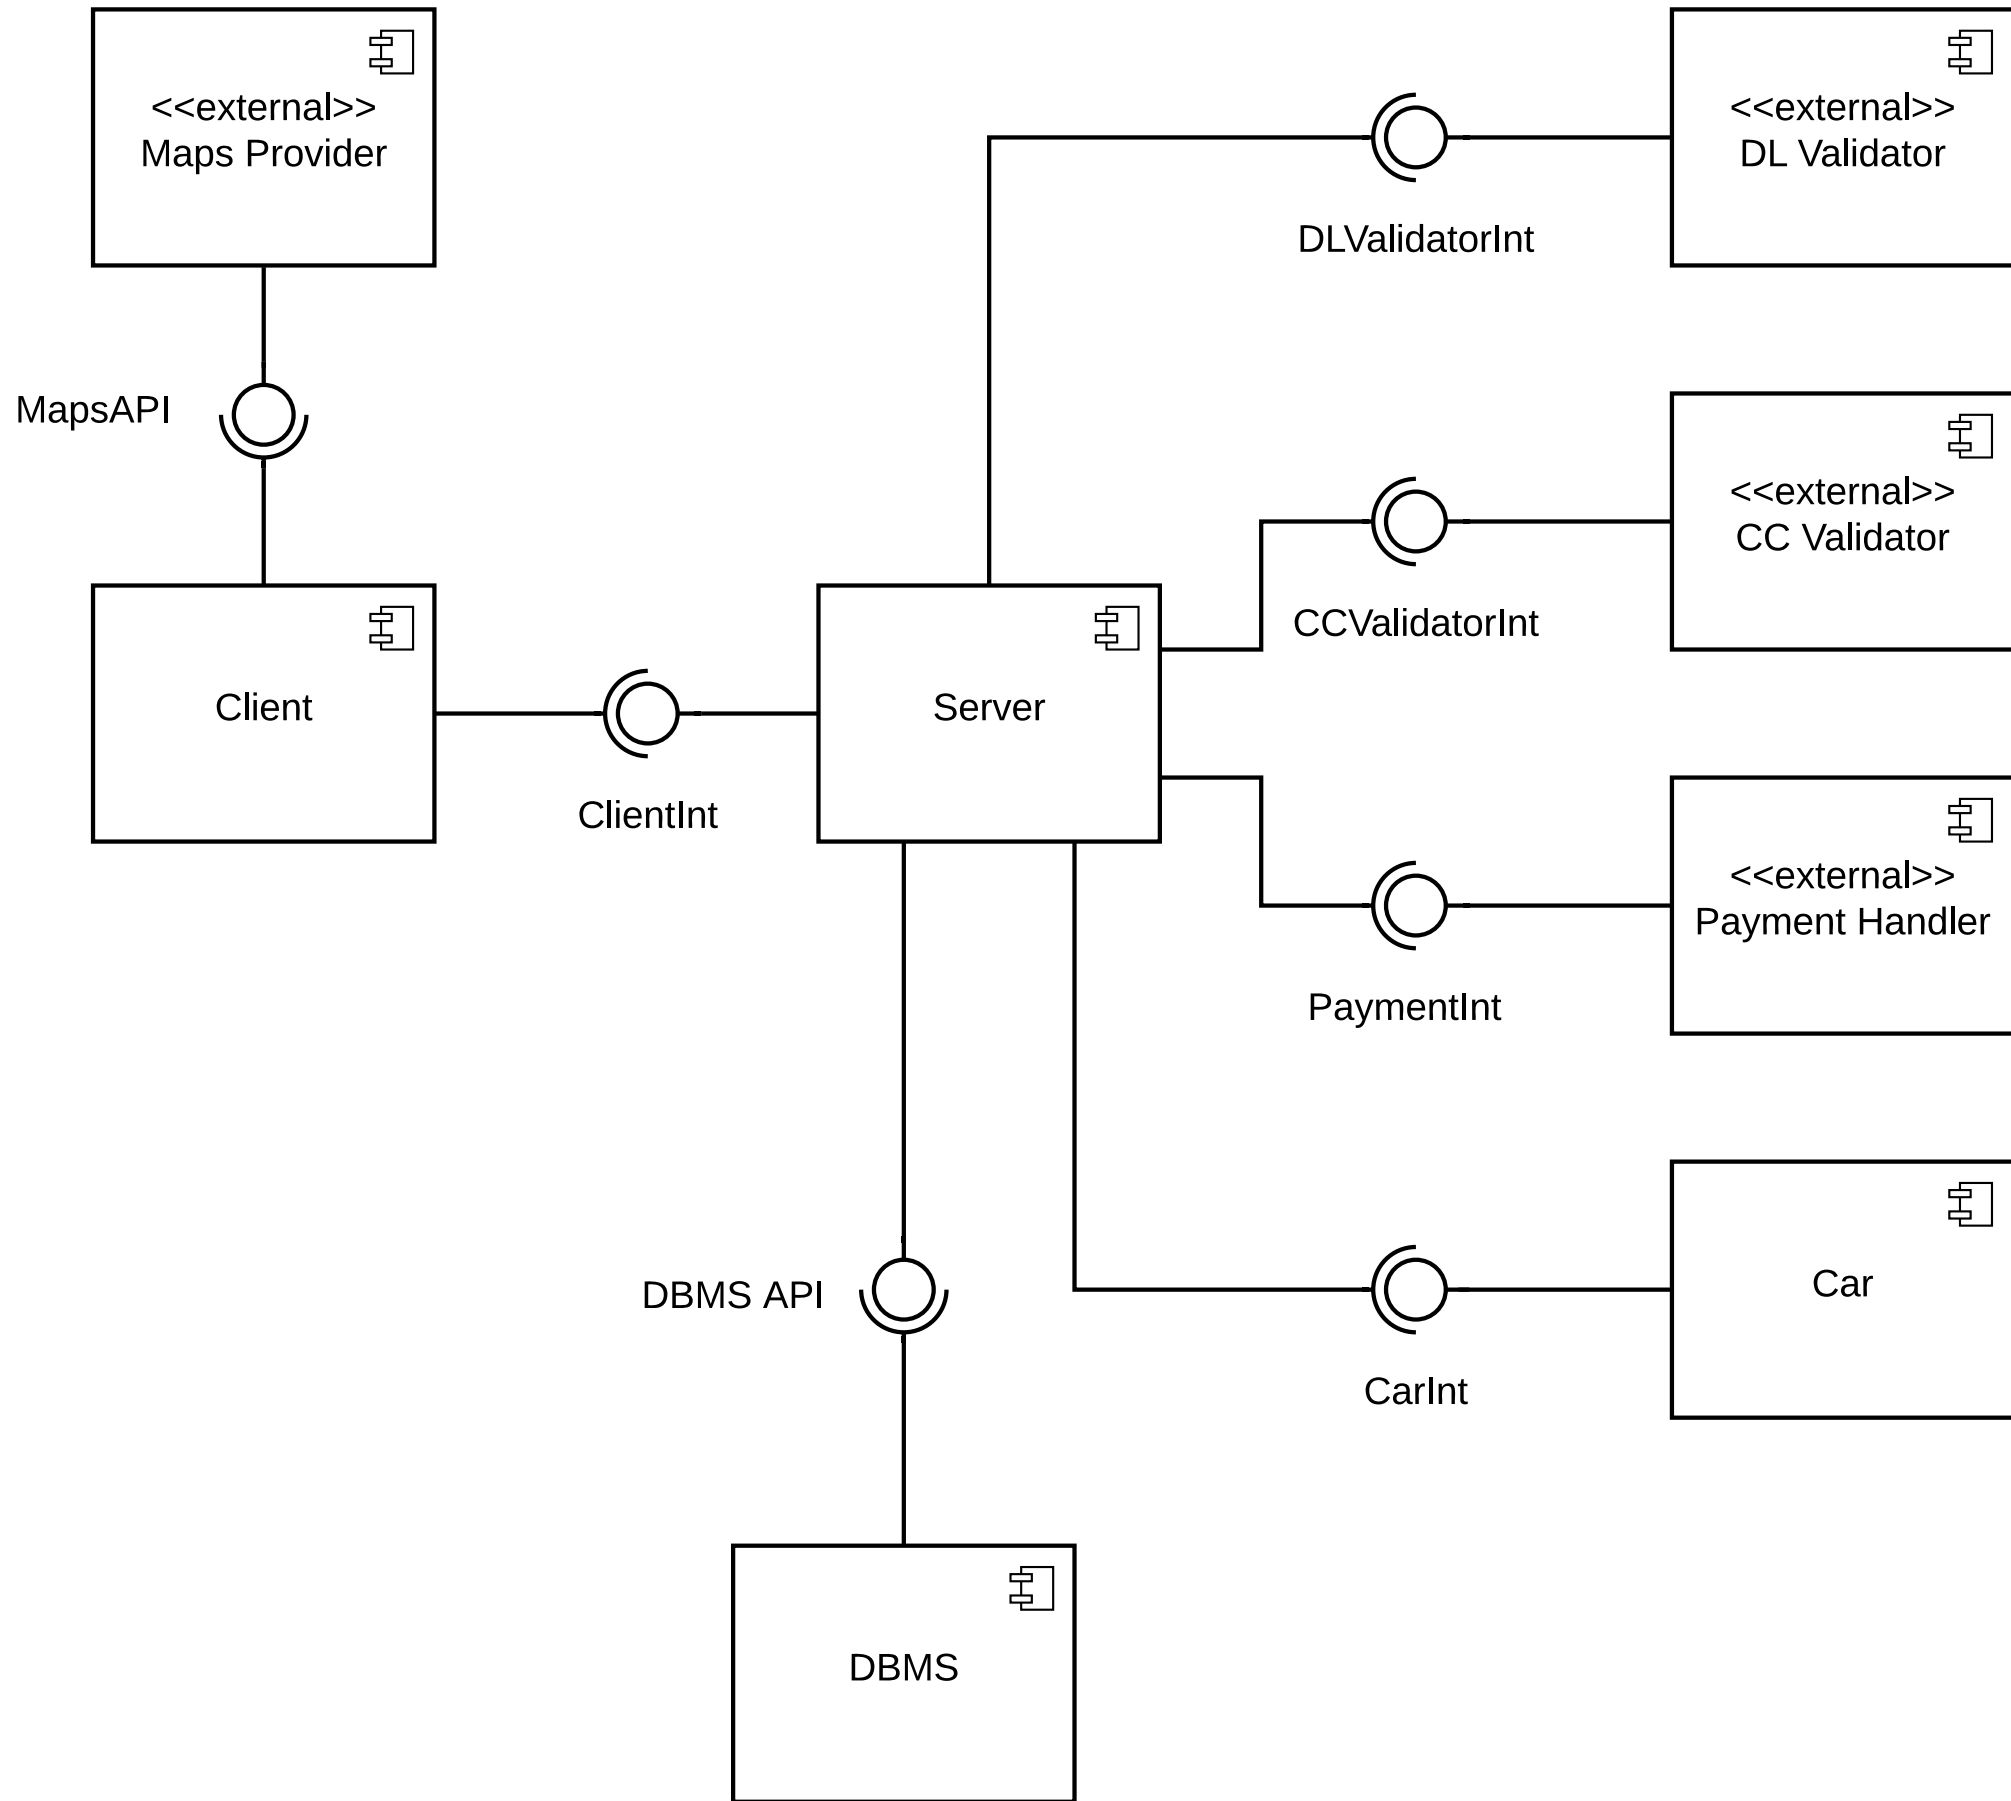 <<external>>
Maps Provider
<<external>>
DL Validator
DLValidatorInt
MapsAPI
<<external>>
CC Validator
CCValidatorInt
Client
Server
ClientInt
<<external>>
Payment Handler
PaymentInt
DBMS API
Car
CarInt
DBMS